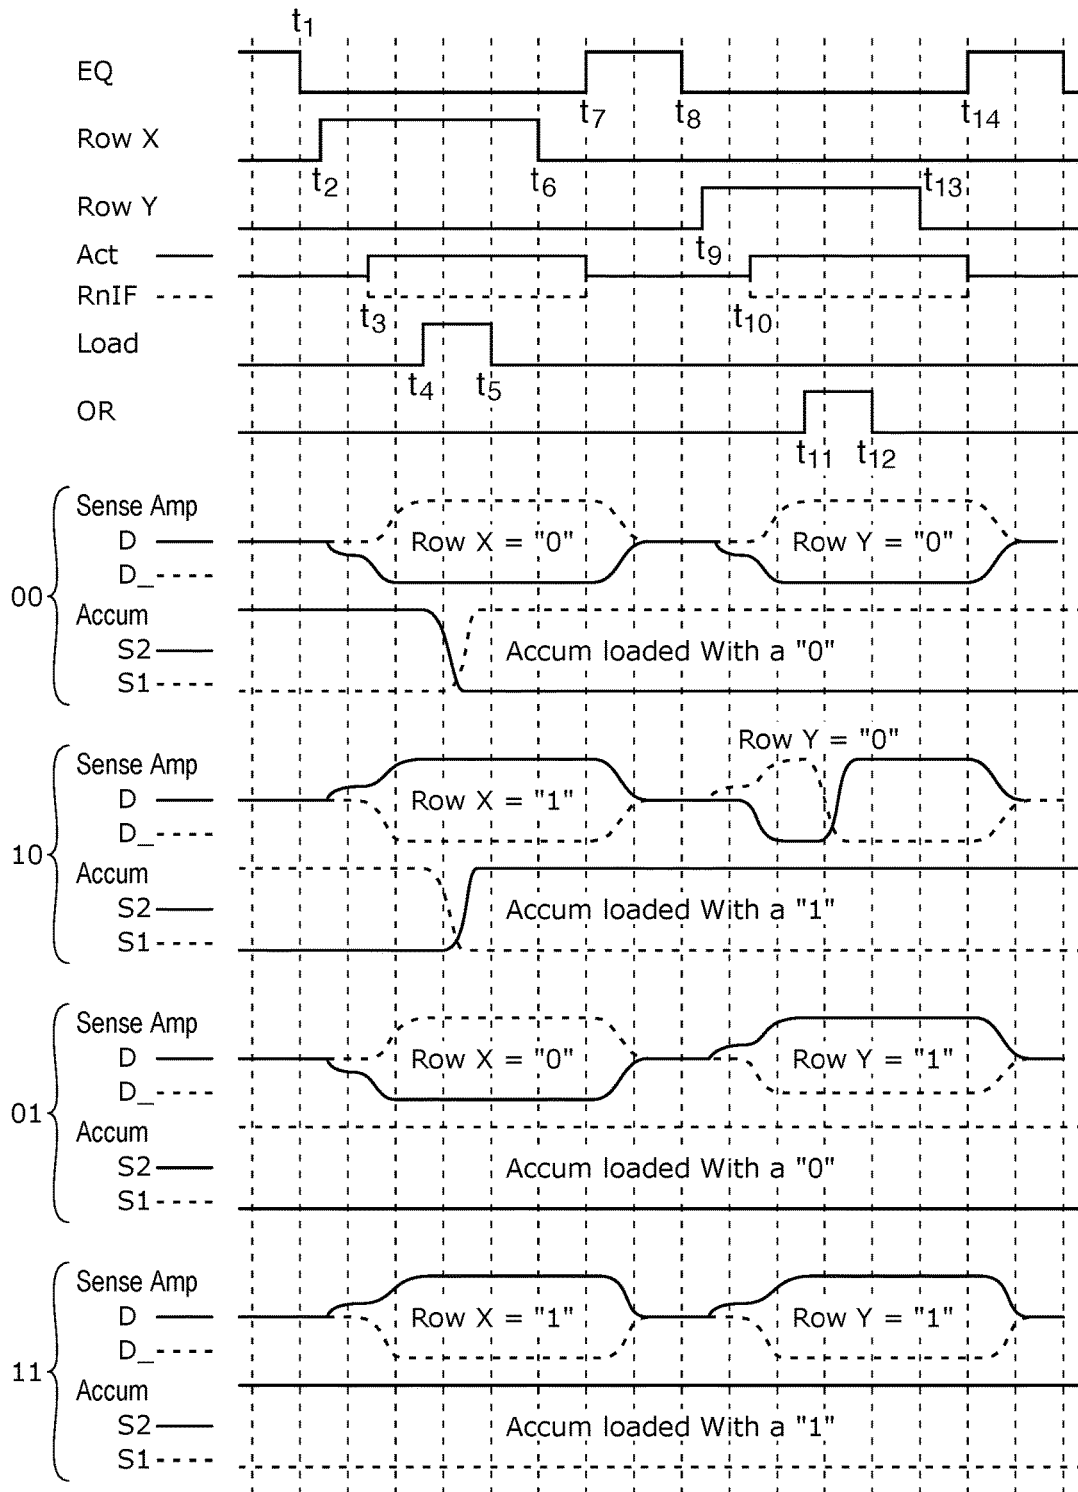 t1
EQ
t7 t8 t14
Row X
t2 t6 t13
Row Y
t9
Act
RnIF
t3 t10
Load
t4 t5
OR
t11 t12
00
Sense Amp
D
D_
Row X = "0" Row Y = "0"
Accum
S2
S1
Accum loaded With a "0"
10
Row Y = "0"
Sense Amp
D
D_
Row X = "1"
Accum
S2
S1
Accum loaded With a "1"
01
Sense Amp
D
D_
Row X = "0" Row Y = "1"
Accum
S2
S1
Accum loaded With a "0"
11
Sense Amp
D
D_
Row X = "1" Row Y = "1"
Accum
S2
S1
Accum loaded With a "1"